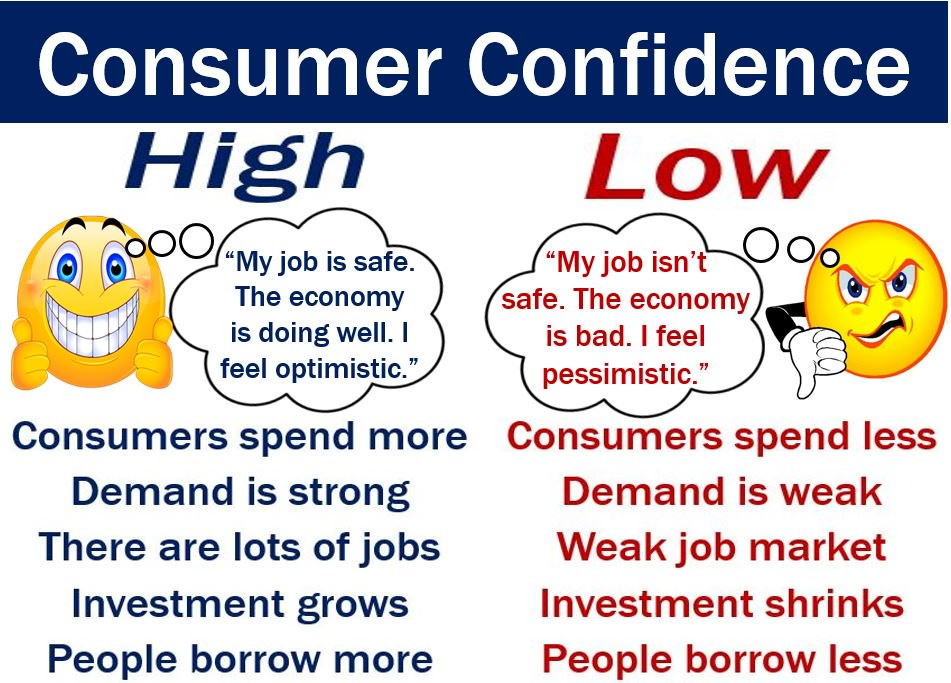 Consumer Confidence
High
“My job is safe.
The economy
is doing well. I
feel optimistic.”
Consumers spend more
Demand is strong
There are lots of jobs
Investment grows
People borrow more
Low
“My job isn’t
safe. The economy
is bad. I feel
pessimistic.”
Consumers spend less
Demand is weak
Weak job market
Investment shrinks
People borrow less